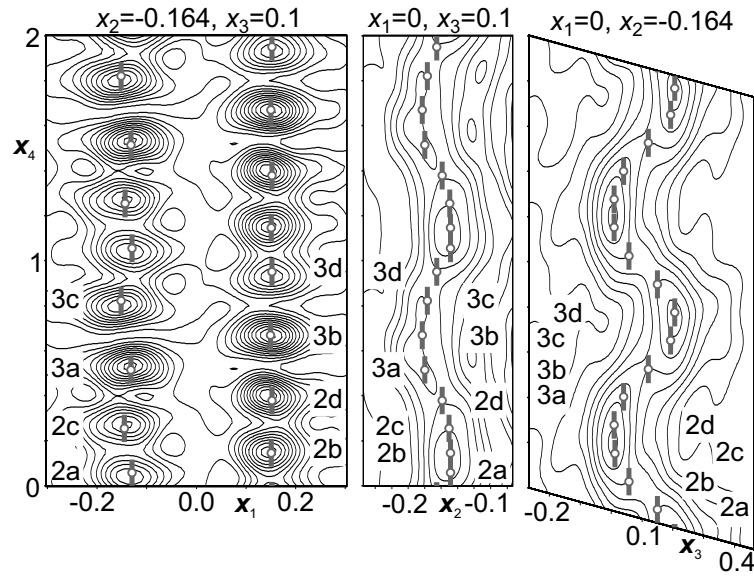 x₂=-0.164, x₃=0.1
x₁=0, x₃=0.1
x₁=0, x₂=-0.164
2
x₄
1
0
3c
3a
2c
2a
3d
3b
2d
2b
-0.2
0.0
x₁
0.2
3d
3a
2c
2b
3c
3b
2d
2a
-0.2
x₂
-0.1
3d
3c
3b
3a
2d
2c
2b
2a
-0.2
0.1
x₃
0.4